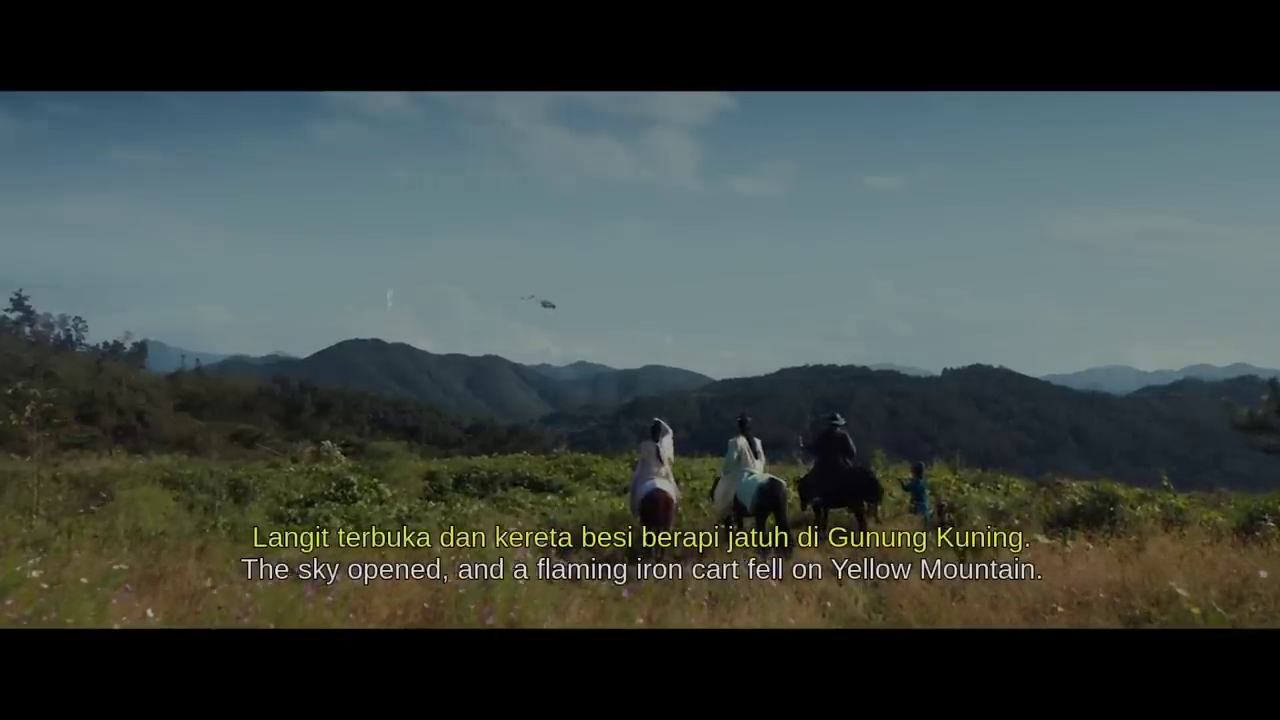 Langit terbuka dan kereta besi berapi jatuh di Gunung Kuning.
The sky opened, and a flaming iron cart fell on Yellow Mountain.